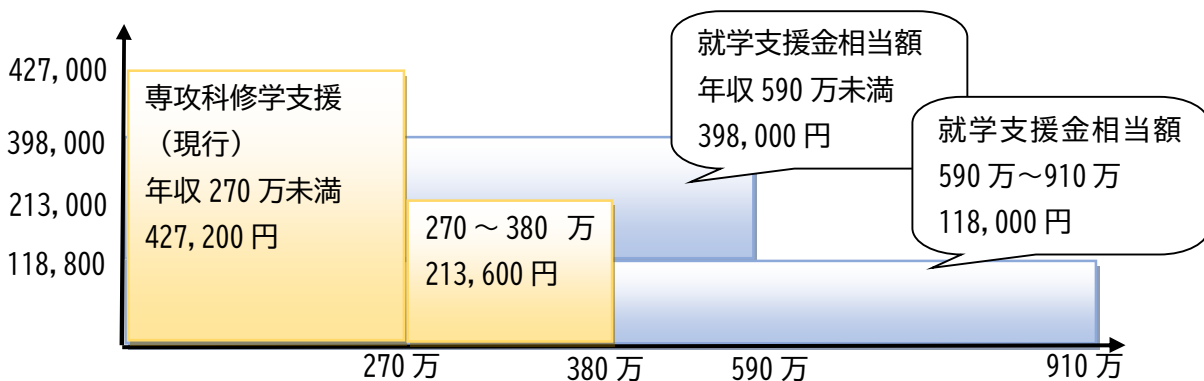 427,000
398,000
213,000
118,800
専攻科修学支援
（現行）
年収 270 万未満
427,200 円
270 ～ 380 万
213,600 円
就学支援金相当額
年収 590 万未満
398,000 円
就学支援金相当額
590 万～910 万
118,000 円
270 万
380 万
590 万
910 万